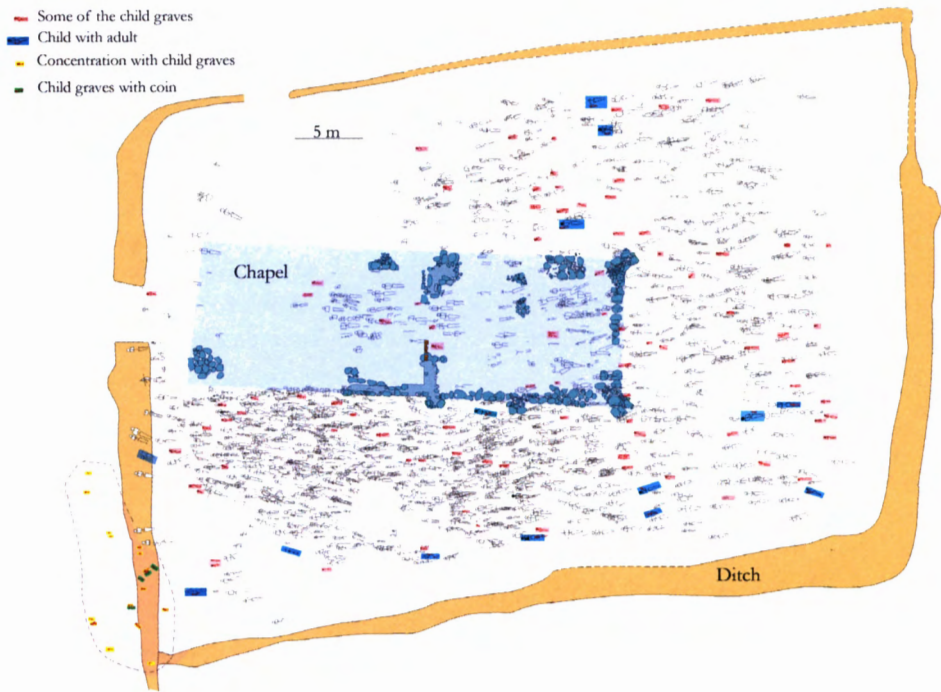 Some of the child graves
Child with adult
Concentration with child graves
Child graves with coin
5 m
Chapel
Ditch